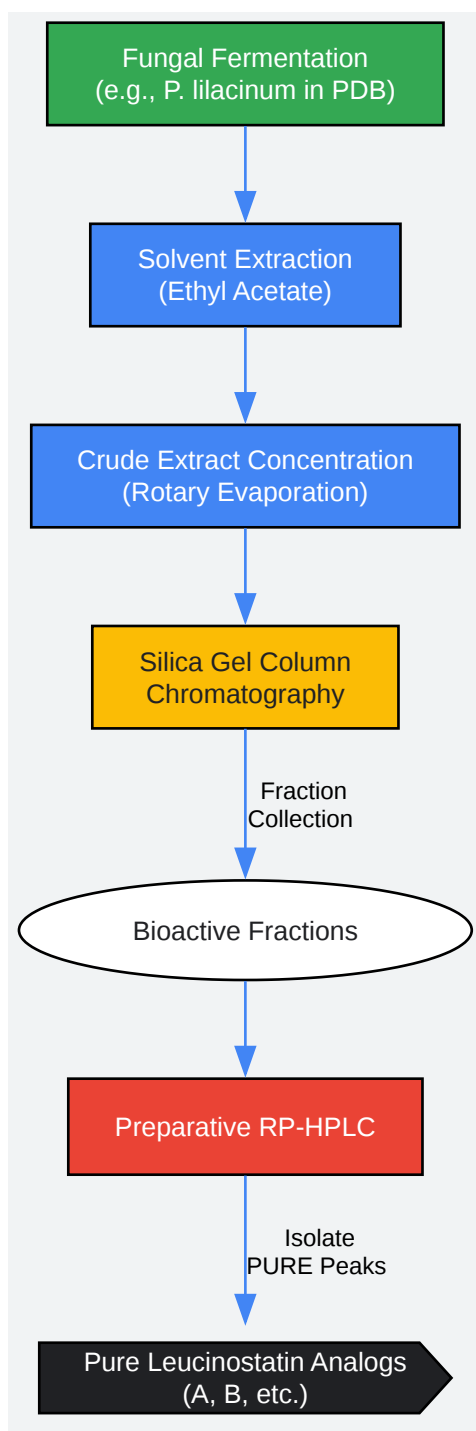 Fungal Fermentation
(e.g., P. lilacinum in PDB)
Solvent Extraction
(Ethyl Acetate)
Crude Extract Concentration
(Rotary Evaporation)
Silica Gel Column
Chromatography
Fraction
Collection
Bioactive Fractions
Preparative RP-HPLC
Isolate
PURE Peaks
Pure Leucinostatin Analogs
(A, B, etc.)